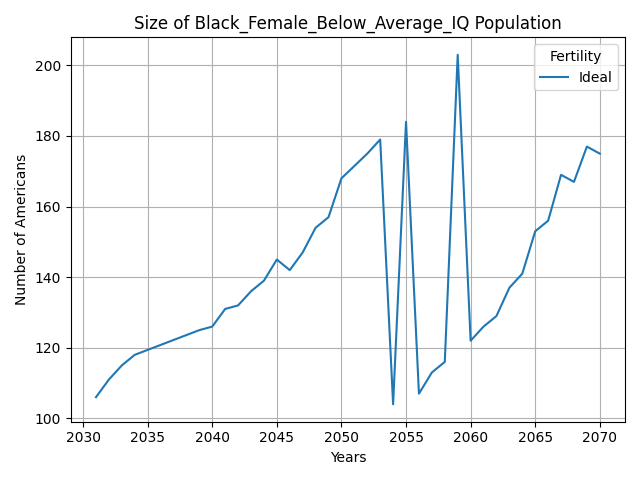 Size of Black_Female_Below_Average_IQ Population
Fertility
Ideal
Number of Americans
200
180
160
140
120
100
2030 2035 2040 2045 2050 2055 2060 2065 2070
Years